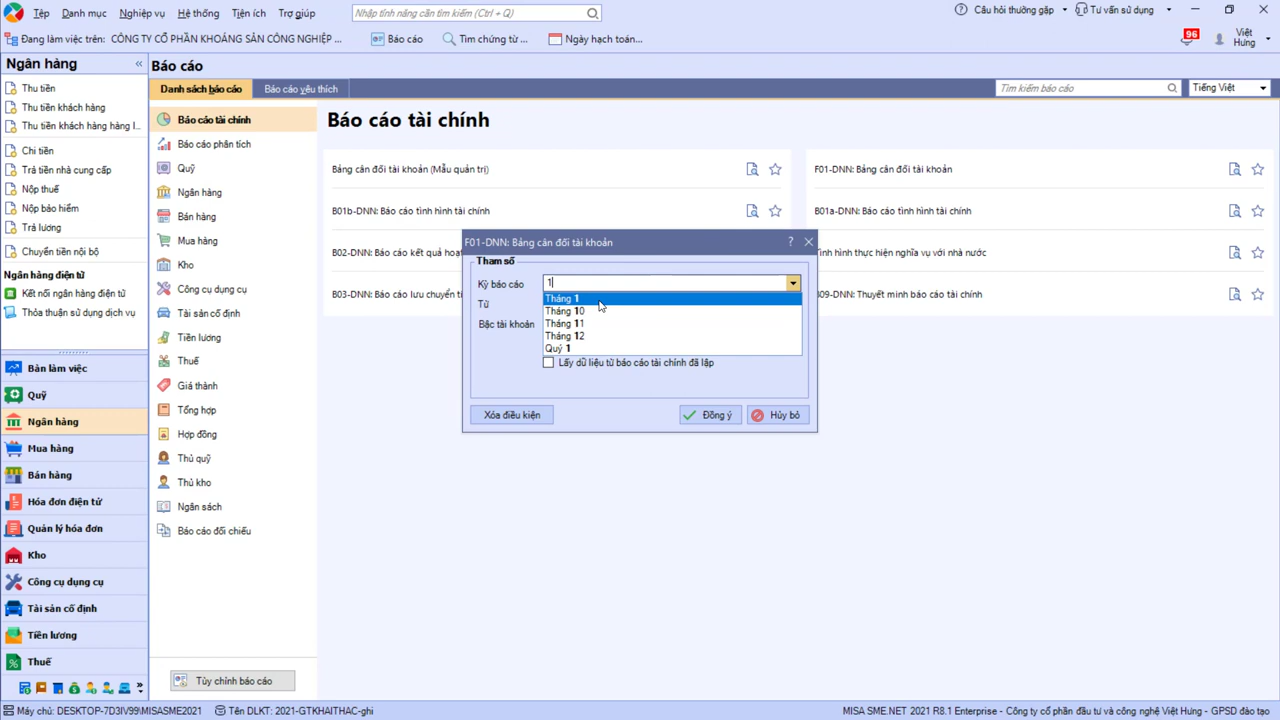 Tệp Danh mục Nghiệp vụ Hệ thống Tiện ích Trợ giúp Nhập tính năng cần tìm kiếm (Ctrl + Q) Câu hỏi thường gặp Tư vấn sử dụng
Đang làm việc trên: CÔNG TY CỔ PHẦN KHOÁNG SẢN CÔNG NGHIỆP ... Báo cáo Tìm chứng từ ... Ngày hạch toán... 96 Việt Hưng
Ngân hàng «
Thu tiền
Thu tiền khách hàng
Thu tiền khách hàng hàng l...
Chi tiền
Trả tiền nhà cung cấp
Nộp thuế
Nộp bảo hiểm
Trả lương
Chuyển tiền nội bộ
Ngân hàng điện tử
Kết nối ngân hàng điện tử
Thỏa thuận sử dụng dịch vụ
Bàn làm việc
Quỹ
Ngân hàng
Mua hàng
Bán hàng
Hóa đơn điện tử
Quản lý hóa đơn
Kho
Công cụ dụng cụ
Tài sản cố định
Tiền lương
Thuế
Báo cáo
Danh sách báo cáo Báo cáo yêu thích Tìm kiếm báo cáo Tiếng Việt
Báo cáo tài chính
Báo cáo phân tích
Quỹ
Ngân hàng
Bán hàng
Mua hàng
Kho
Công cụ dụng cụ
Tài sản cố định
Tiền lương
Thuế
Giá thành
Tổng hợp
Hợp đồng
Thủ quỹ
Thủ kho
Ngân sách
Báo cáo đối chiếu
Tùy chỉnh báo cáo
Báo cáo tài chính
Bảng cân đối tài khoản (Mẫu quản trị) F01-DNN: Bảng cân đối tài khoản
B01b-DNN: Báo cáo tình hình tài chính B01a-DNN: Báo cáo tình hình tài chính
B02-DNN: Báo cáo kết quả hoạt ình hình thực hiện nghĩa vụ với nhà nước
B03-DNN: Báo cáo lưu chuyển ti 09-DNN: Thuyết minh báo cáo tài chính
F01-DNN: Bảng cân đối tài khoản ?
Tham số
Kỳ báo cáo 1
Từ
Bậc tài khoản
Tháng 1
Tháng 10
Tháng 11
Tháng 12
Quý 1
Lấy dữ liệu từ báo cáo tài chính đã lập
Xóa điều kiện Đồng ý Hủy bỏ
Máy chủ: DESKTOP-7D3IV99\MISASME2021 Tên DLKT: 2021-GTKHAITHAC-ghi MISA SME.NET 2021 R8.1 Enterprise - Công ty cổ phần đầu tư và công nghệ Việt Hưng - GPSD đào tạo